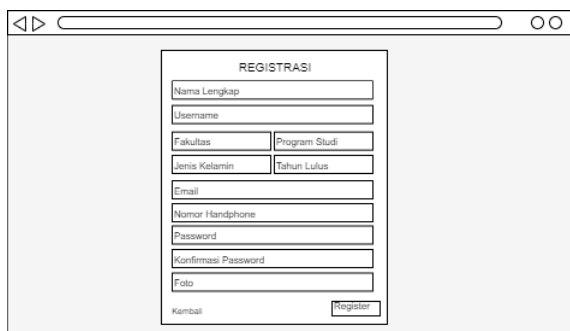 REGISTRASI
Nama Lengkap
Username
Fakultas Program Studi
Jenis Kelamin Tahun Lulus
Email
Nomor Handphone
Password
Konfirmasi Password
Foto
Kembali Register